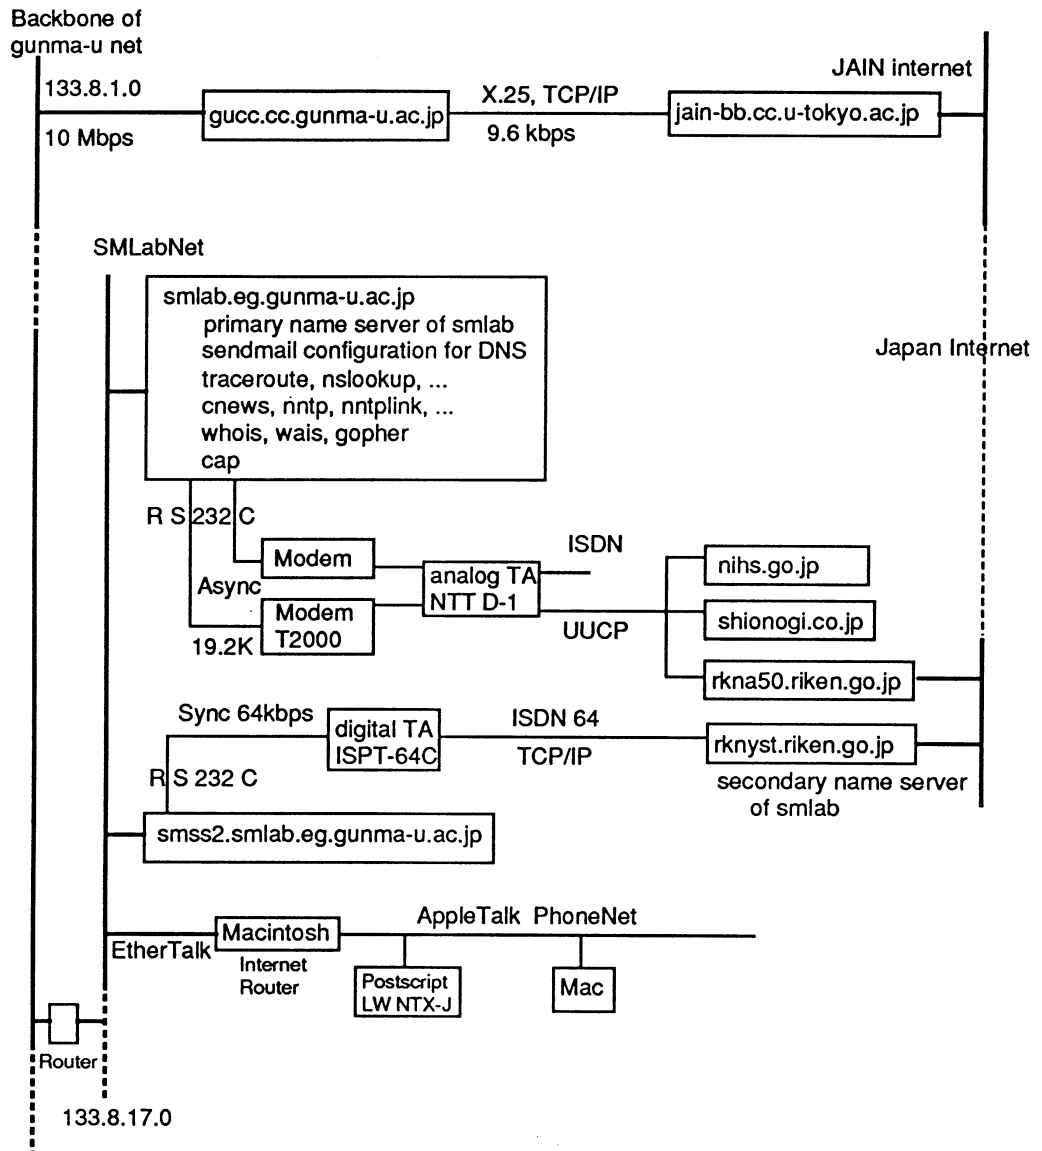 Backbone of
gunma-u net
133.8.1.0
10 Mbps
gucc.cc.gunma-u.ac.jp
X.25, TCP/IP
9.6 kbps
jain-bb.cc.u-tokyo.ac.jp
JAIN internet
SMLabNet
smlab.eg.gunma-u.ac.jp
primary name server of smlab
sendmail configuration for DNS
traceroute, nslookup, ...
cnews, nntp, nntplink, ...
whois, wais, gopher
cap
Japan Internet
R S 232 C
Async
19.2K
Modem
Modem
T2000
analog TA
NTT D-1
ISDN
UUCP
nihs.go.jp
shionogi.co.jp
rkna50.riken.go.jp
Sync 64kbps
R S 232 C
digital TA
ISPT-64C
ISDN 64
TCP/IP
rknyst.riken.go.jp
secondary name server
of smlab
smss2.smlab.eg.gunma-u.ac.jp
EtherTalk
Macintosh
Internet
Router
AppleTalk PhoneNet
Postscript
LW NTX-J
Mac
Router
133.8.17.0